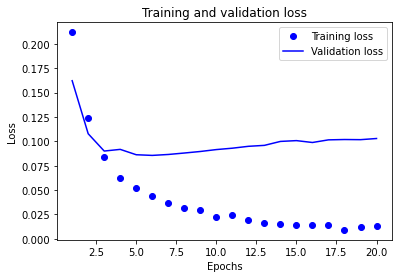 Training and validation loss
Training loss
Validation loss
0.200
0.175
0.150
0.125
0.100
0.075
0.050
0.025
0.000
Loss
2.5 5.0 7.5 10.0 12.5 15.0 17.5 20.0
Epochs